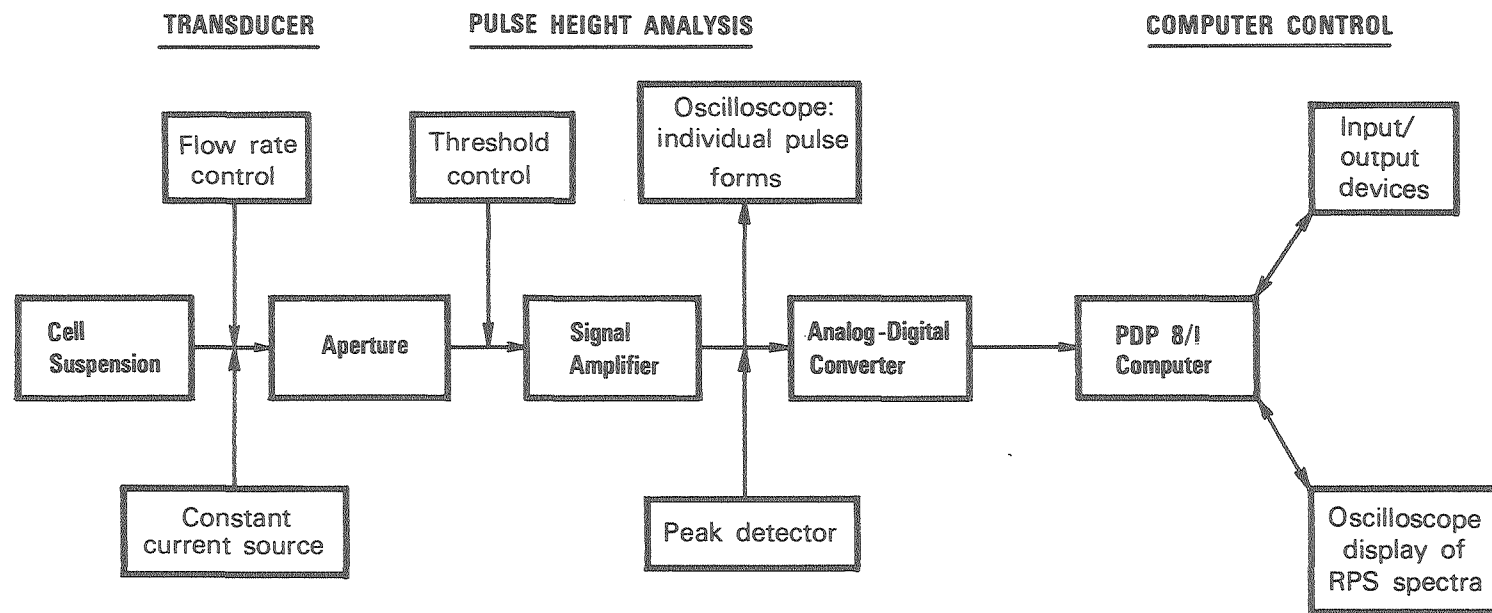 TRANSDUCER
PULSE HEIGHT ANALYSIS
COMPUTER CONTROL
Flow rate
control
Threshold
control
Oscilloscope:
individual pulse
forms
Input/
output
devices
Cell
Suspension
Aperture
Signal
Amplifier
Analog-Digital
Converter
PDP 8/I
Computer
Constant
current source
Peak detector
Oscilloscope
display of
RPS spectra